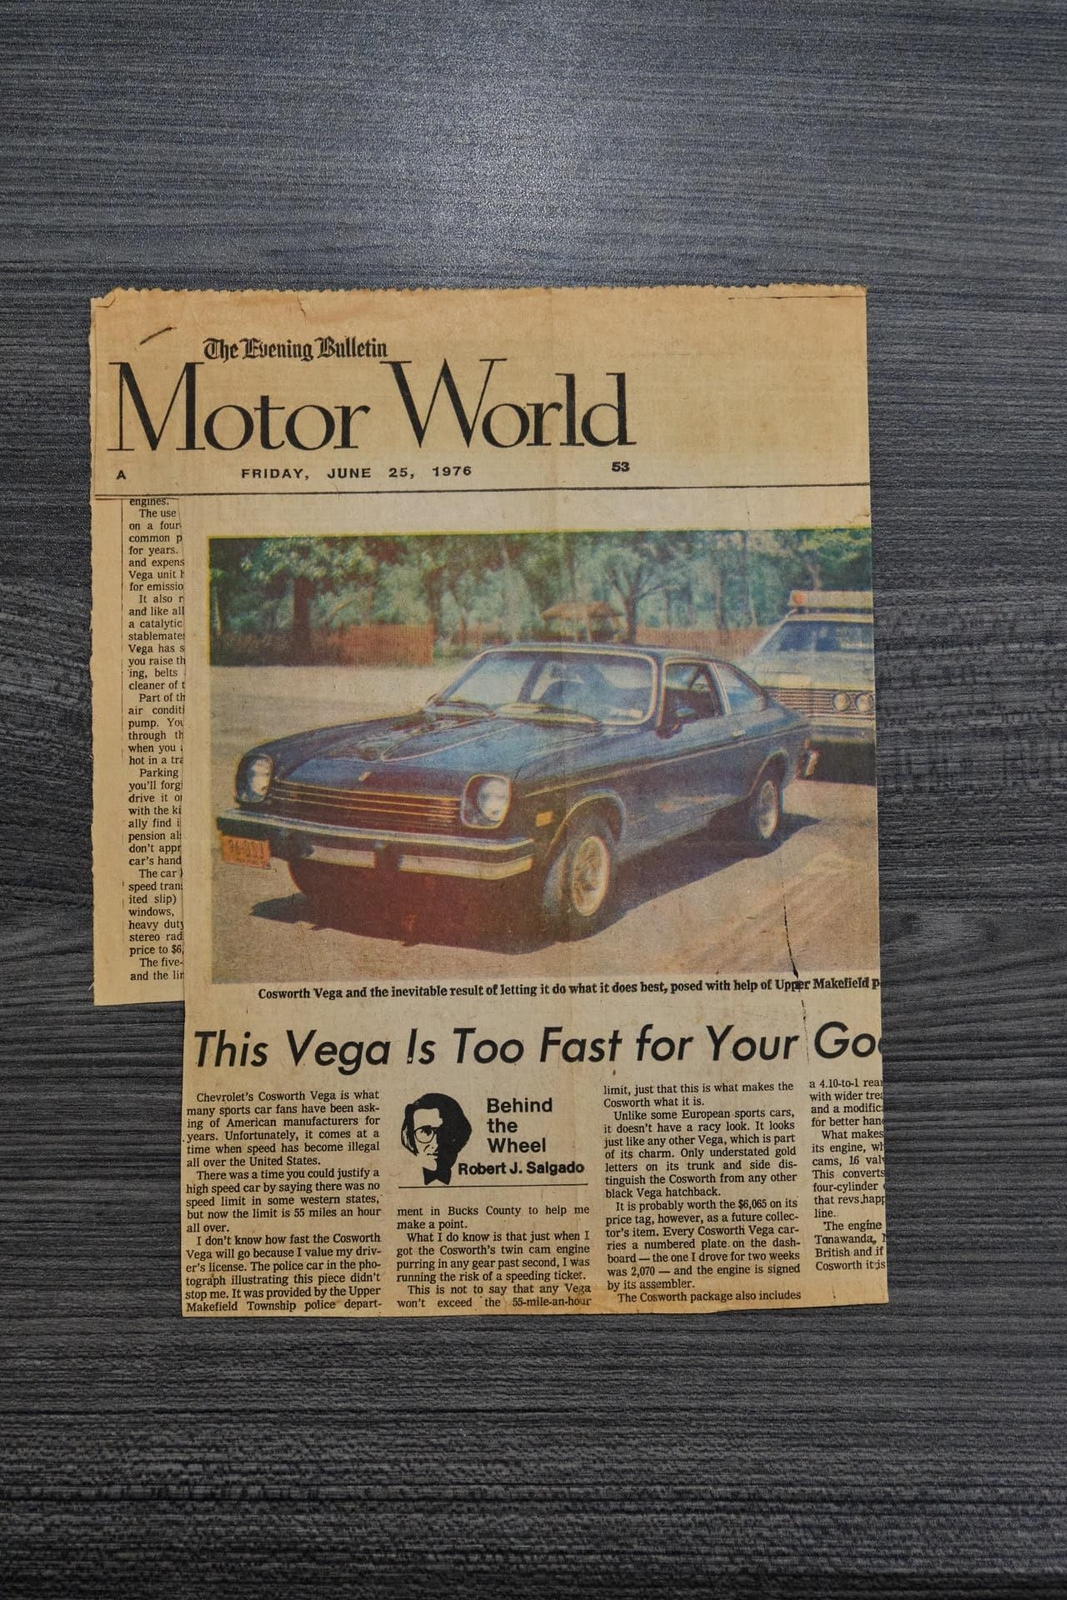 The Evening Bulletin
Motor World
A FRIDAY, JUNE 25, 1976 53
engines.
The use
on a four
common p
for years.
and expens
Vega unit h
for emissio
It also r
and like all
a catalytic
stablemates
Vega has s
you raise th
ing, belts
cleaner of t
Part of th
air conditi
pump. You
through th
when you
hot in a tra
Parking
you'll forg
drive it o
with the ki
ally find i
pension al
don't appr
car's hand
The car
speed tran
ited slip)
windows,
heavy duty
stereo rad
price to $6,
The five-
and the lin
Cosworth Vega and the inevitable result of letting it do what it does best, posed with help of Upper Makefield p
This Vega Is Too Fast for Your Goo
Chevrolet's Cosworth Vega is what
many sports car fans have been ask-
ing of American manufacturers for
years. Unfortunately, it comes at a
time when speed has become illegal
all over the United States.
There was a time you could justify a
high speed car by saying there was no
speed limit in some western states,
but now the limit is 55 miles an hour
all over.
I don't know how fast the Cosworth
Vega will go because I value my driv-
er's license. The police car in the pho-
tograph illustrating this piece didn't
stop me. It was provided by the Upper
Makefield Township police depart-
Behind
the
Wheel
Robert J. Salgado
ment in Bucks County to help me
make a point.
What I do know is that just when I
got the Cosworth's twin cam engine
purring in any gear past second, I was
running the risk of a speeding ticket.
This is not to say that any Vega
won't exceed the 55-mile-an-hour
limit, just that this is what makes the
Cosworth what it is.
Unlike some European sports cars,
it doesn't have a racy look. It looks
just like any other Vega, which is part
of its charm. Only understated gold
letters on its trunk and side dis-
tinguish the Cosworth from any other
black Vega hatchback.
It is probably worth the $6,065 on its
price tag, however, as a future collec-
tor's item. Every Cosworth Vega car-
ries a numbered plate on the dash-
board — the one I drove for two weeks
was 2,070 — and the engine is signed
by its assembler.
The Cosworth package also includes
a 4.10-to-1 rear
with wider trea
and a modific
for better han
What makes
its engine, wh
cams, 16 val
This converts
four-cylinder
that revs happ
line.
The engine
Tonawanda,
British and if
Cosworth it is